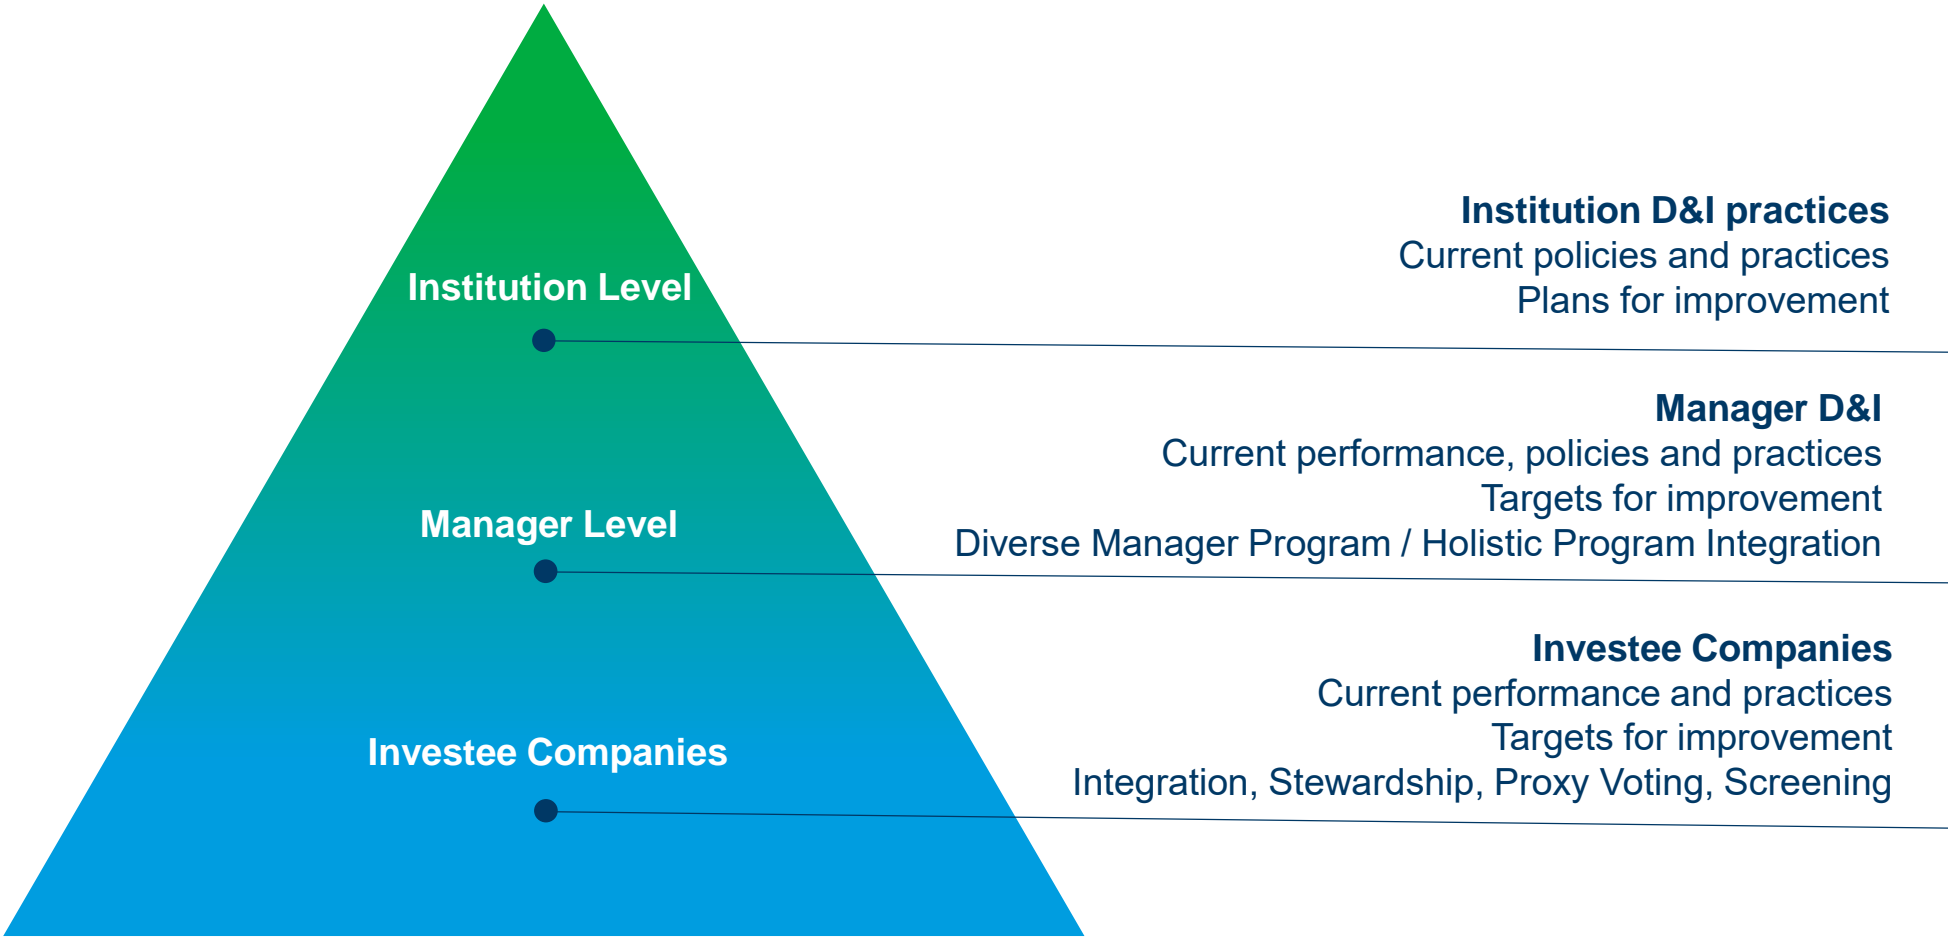 Institution Level
Institution D&I practices
Current policies and practices
Plans for improvement
Manager Level
Manager D&I
Current performance, policies and practices
Targets for improvement
Diverse Manager Program / Holistic Program Integration
Investee Companies
Investee Companies
Current performance and practices
Targets for improvement
Integration, Stewardship, Proxy Voting, Screening